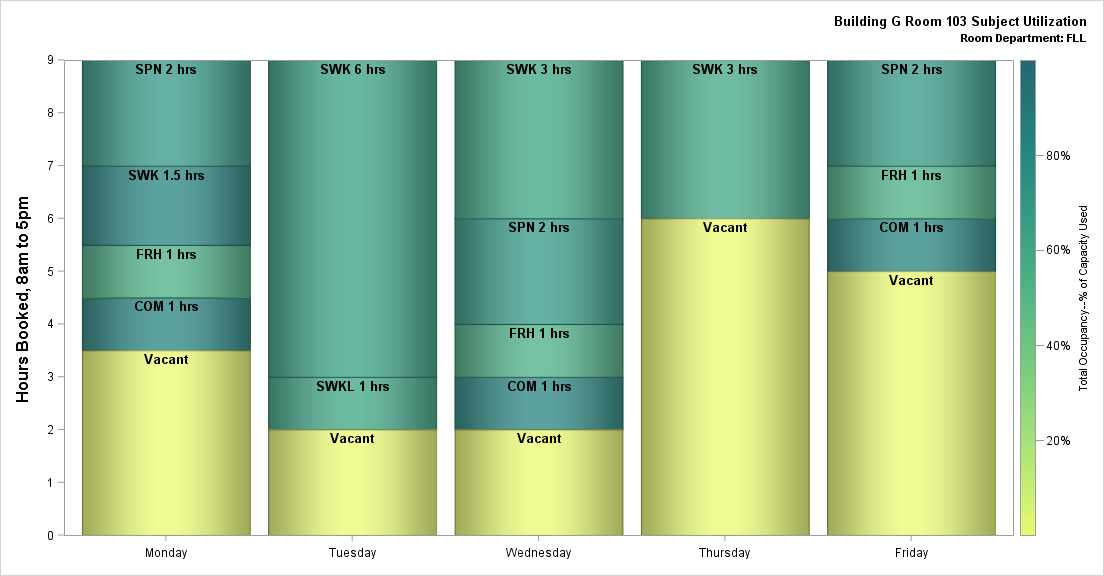 Building G Room 103 Subject Utilization
Room Department: FLL
Hours Booked, 8am to 5pm
9
8
7
6
5
4
3
2
1
0
SPN 2 hrs
SWK 1.5 hrs
FRH 1 hrs
COM 1 hrs
Vacant
SWK 6 hrs
SWKL 1 hrs
Vacant
SWK 3 hrs
SPN 2 hrs
FRH 1 hrs
COM 1 hrs
Vacant
SWK 3 hrs
Vacant
SPN 2 hrs
FRH 1 hrs
COM 1 hrs
Vacant
Monday
Tuesday
Wednesday
Thursday
Friday
80%
60%
40%
20%
Total Occupancy--% of Capacity Used